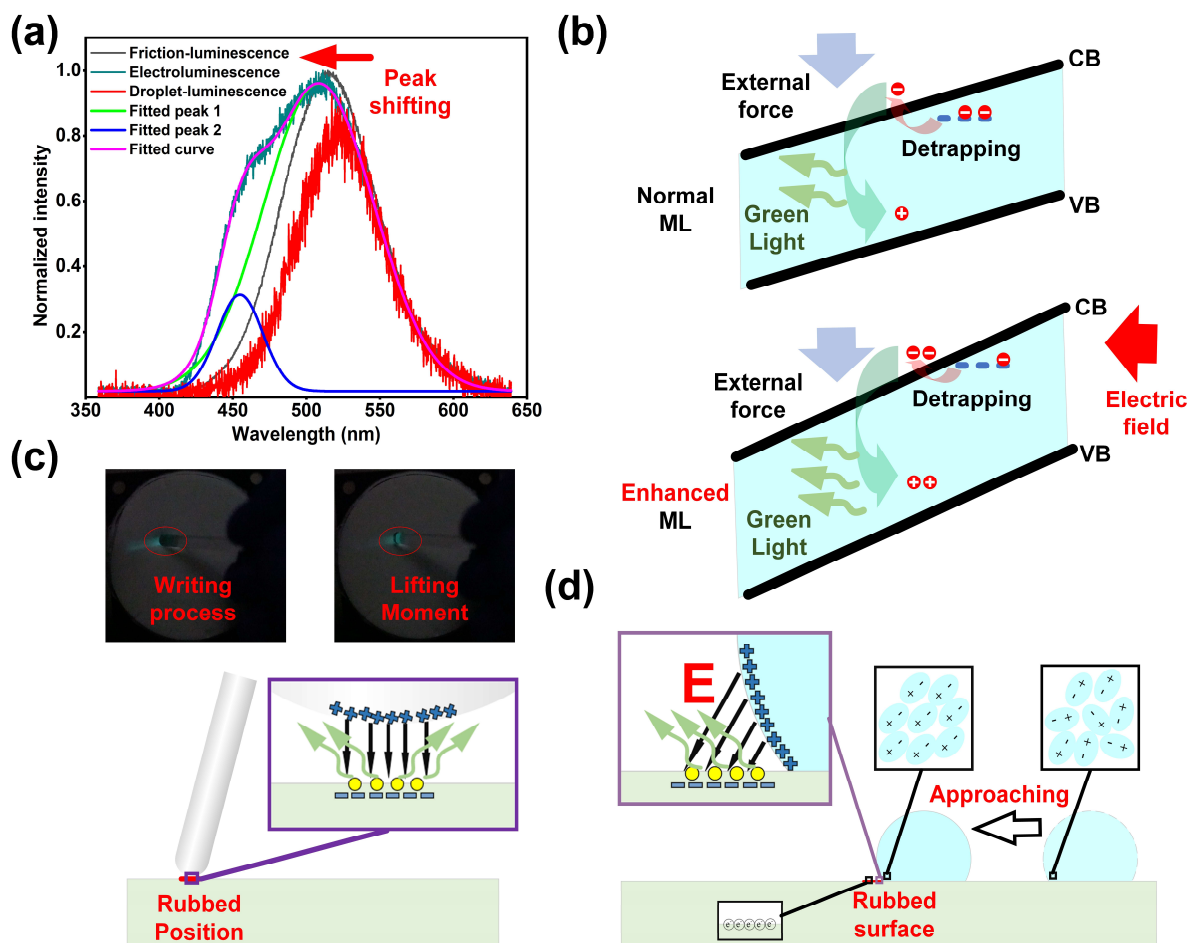 (a)
Friction-luminescence
Electroluminescence
Droplet-luminescence
Fitted peak 1
Fitted peak 2
Fitted curve
Peak
shifting
Normalized intensity
1.0
0.8
0.6
0.4
0.2
350
400
450
500
550
600
650
Wavelength (nm)
(b)
External
force
CB
Detrapping
Normal
ML
Green
Light
VB
External
force
CB
Detrapping
Electric
field
Enhanced
ML
Green
Light
VB
(c)
Writing
process
Lifting
Moment
Rubbed
Position
(d)
E
Approaching
Rubbed
surface
e e e e e